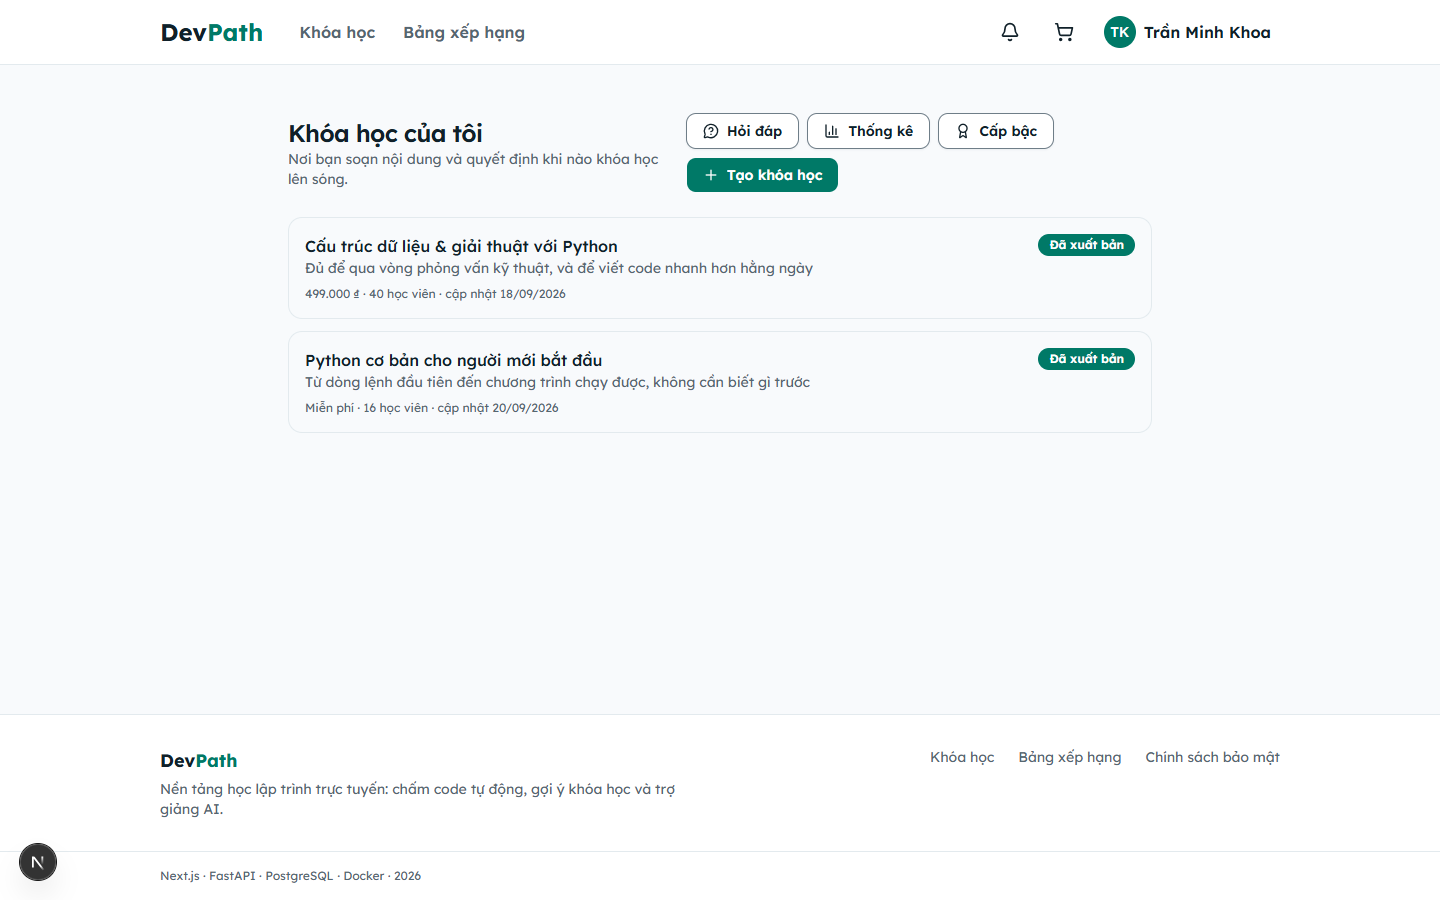 DevPath
Khóa học
Bảng xếp hạng
TK
Trần Minh Khoa
Khóa học của tôi
Nơi bạn soạn nội dung và quyết định khi nào khóa học
lên sóng.
Hỏi đáp
Thống kê
Cấp bậc
Tạo khóa học
Cấu trúc dữ liệu & giải thuật với Python
Đã xuất bản
Đủ để qua vòng phỏng vấn kỹ thuật, và để viết code nhanh hơn hằng ngày
499.000 ₫ · 40 học viên · cập nhật 18/09/2026
Python cơ bản cho người mới bắt đầu
Đã xuất bản
Từ dòng lệnh đầu tiên đến chương trình chạy được, không cần biết gì trước
Miễn phí · 16 học viên · cập nhật 20/09/2026
DevPath
Khóa học
Bảng xếp hạng
Chính sách bảo mật
Nền tảng học lập trình trực tuyến: chấm code tự động, gợi ý khóa học và trợ
giảng AI.
N
Next.js · FastAPI · PostgreSQL · Docker · 2026